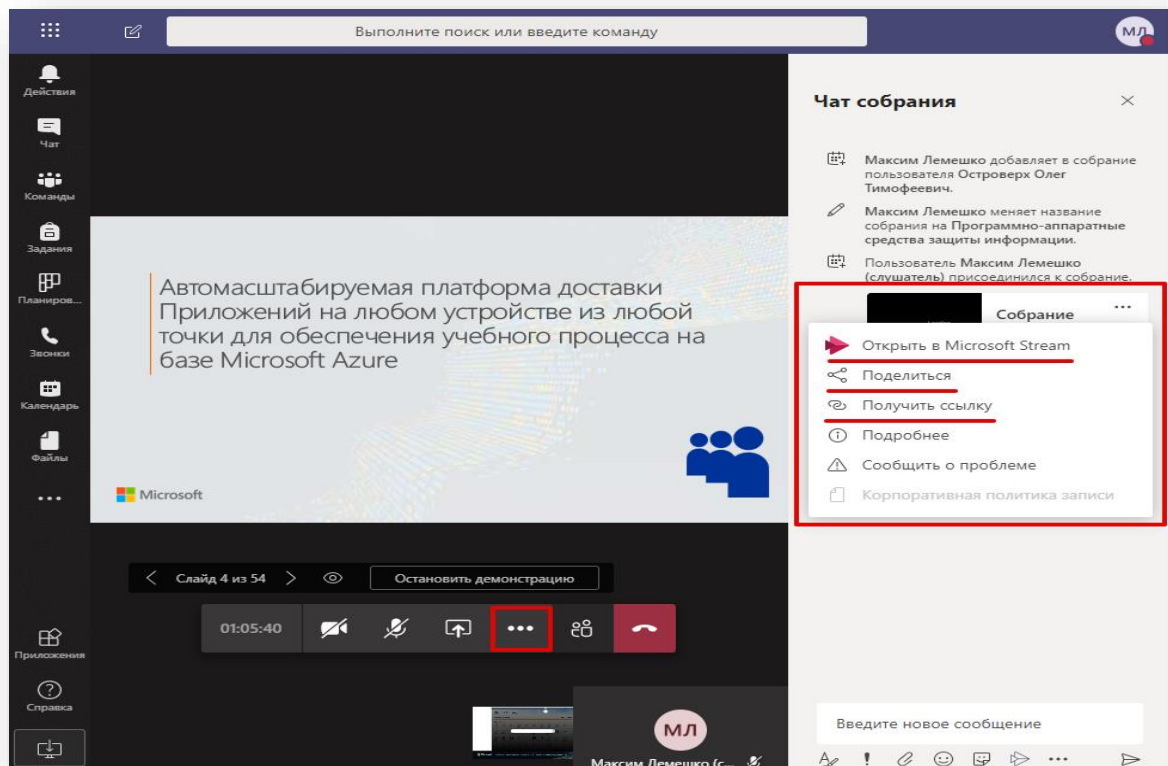 Выполните поиск или введите команду
МЛ
Действия
Чат
Команды
Задания
Планиров...
Звонки
Календарь
Файлы
Приложения
Справка
Автомасштабируемая платформа доставки
Приложений на любом устройстве из любой
точки для обеспечения учебного процесса на
базе Microsoft Azure
Microsoft
Слайд 4 из 54
Остановить демонстрацию
01:05:40
МЛ
Максим Лемешко (с...
Чат собрания
Максим Лемешко добавляет в собрание
пользователя Островерх Олег
Тимофеевич.
Максим Лемешко меняет название
собрания на Программно-аппаратные
средства защиты информации.
Пользователь Максим Лемешко
(слушатель) присоединился к собрание.
Собрание
Открыть в Microsoft Stream
Поделиться
Получить ссылку
Подробнее
Сообщить о проблеме
Корпоративная политика записи
Введите новое сообщение